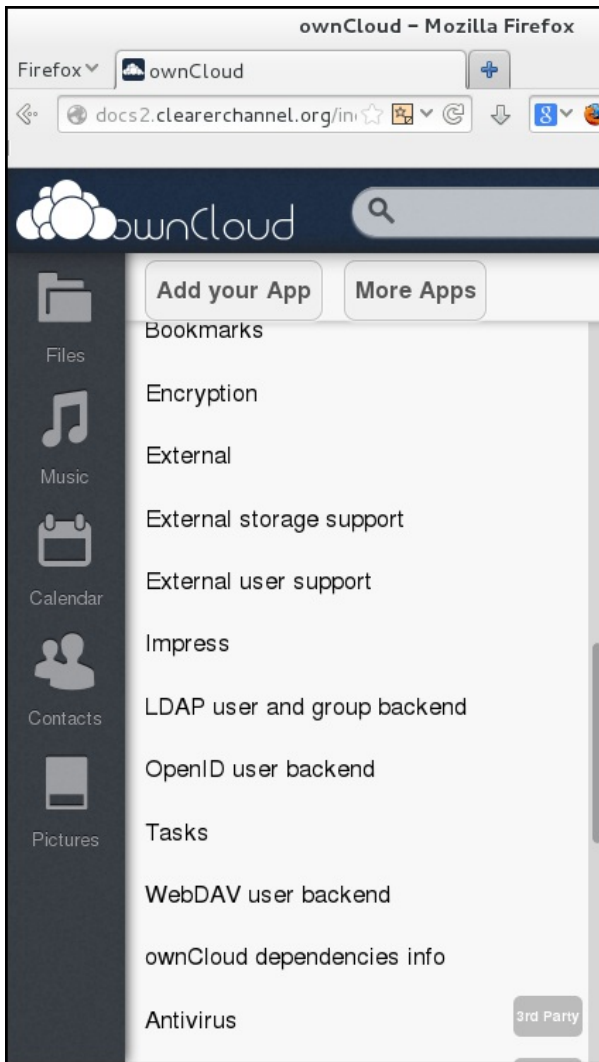 ownCloud - Mozilla Firefox
Firefox
ownCloud
docs2.clearerchannel.org/in
8
ownCloud
Add your App
More Apps
Files
Music
Calendar
Contacts
Pictures
Bookmarks
Encryption
External
External storage support
External user support
Impress
LDAP user and group backend
OpenID user backend
Tasks
WebDAV user backend
ownCloud dependencies info
Antivirus
3rd Party